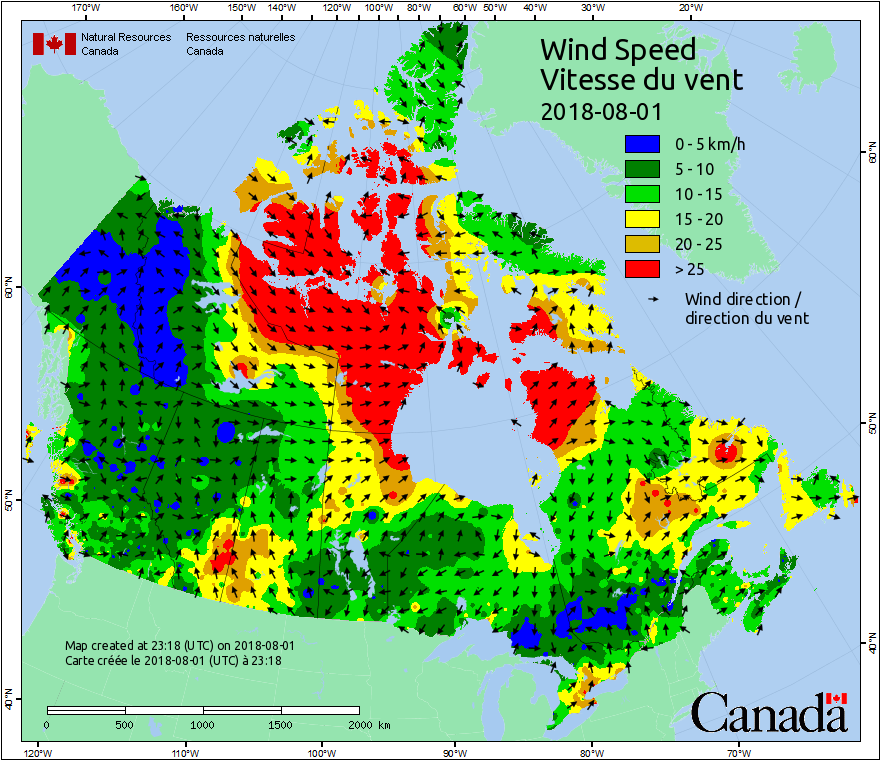 170°W 160°W 150°W 140°W 130°W 120°W 110°W 100°W 90°W 80°W 70°W 60°W 50°W 40°W 30°W 20°W
Natural Resources Ressources naturelles
Canada Canada
Wind Speed
Vitesse du vent
2018-08-01
0 - 5 km/h
5 - 10
10 - 15
15 - 20
20 - 25
> 25
Wind direction /
direction du vent
60°N
60°N
50°N
50°N
40°N
40°N
Map created at 23:18 (UTC) on 2018-08-01
Carte créée le 2018-08-01 (UTC) à 23:18
0 500 1000 1500 2000 km
Canada
120°W 110°W 100°W 90°W 80°W 70°W